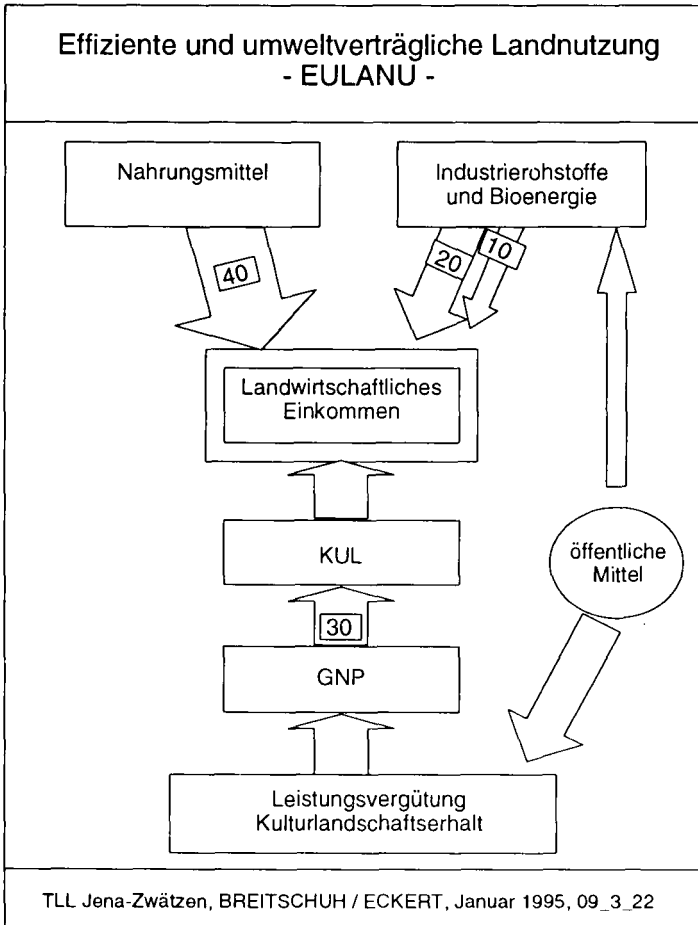 Effiziente und umweltverträgliche Landnutzung
- EULANU -
Nahrungsmittel
Industrierohstoffe
und Bioenergie
40
20
10
Landwirtschaftliches
Einkommen
KUL
öffentliche
Mittel
30
GNP
Leistungsvergütung
Kulturlandschaftserhalt
TLL Jena-Zwätzen, BREITSCHUH / ECKERT, Januar 1995, 09_3_22